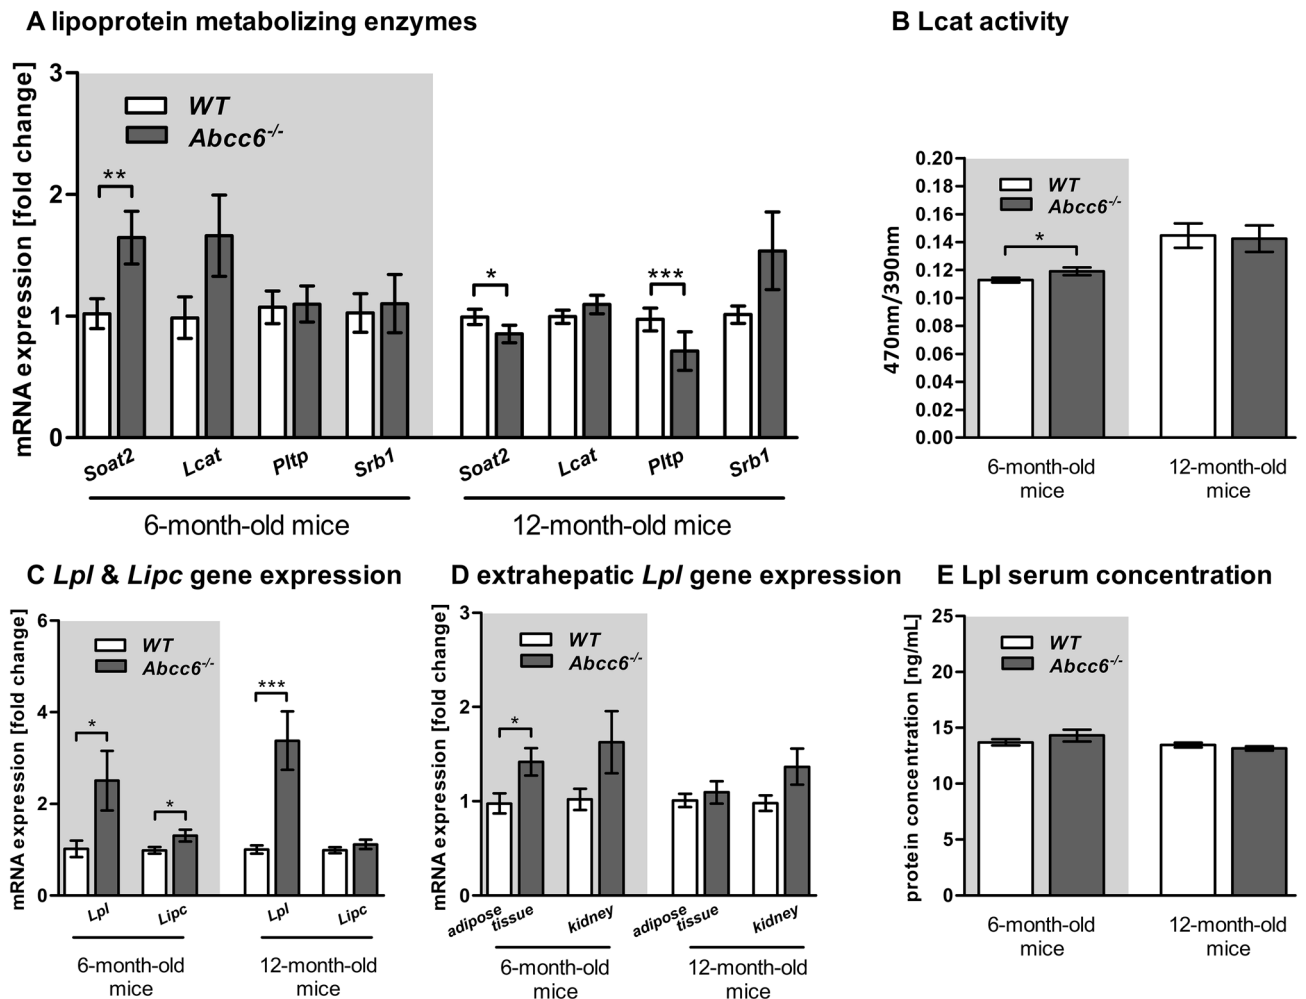 A lipoprotein metabolizing enzymes
mRNA expression [fold change]
3
2
1
0
WT
Abcc6-/-
**
*
***
Soat2
Lcat
Pltp
Srb1
Soat2
Lcat
Pltp
Srb1
6-month-old mice
12-month-old mice
B Lcat activity
470nm/390nm
0.20
0.18
0.16
0.14
0.12
0.10
0.08
0.06
0.04
0.02
0.00
WT
Abcc6-/-
*
6-month-old
mice
12-month-old
mice
C Lpl & Lipc gene expression
mRNA expression [fold change]
6
4
2
0
WT
Abcc6-/-
*
*
***
Lpl
Lipc
Lpl
Lipc
6-month-old
mice
12-month-old
mice
D extrahepatic Lpl gene expression
mRNA expression [fold change]
3
2
1
0
WT
Abcc6-/-
*
adipose
tissue
kidney
adipose
tissue
kidney
6-month-old
mice
12-month-old
mice
E Lpl serum concentration
protein concentration [ng/mL]
25
20
15
10
5
0
WT
Abcc6-/-
6-month-old
mice
12-month-old
mice